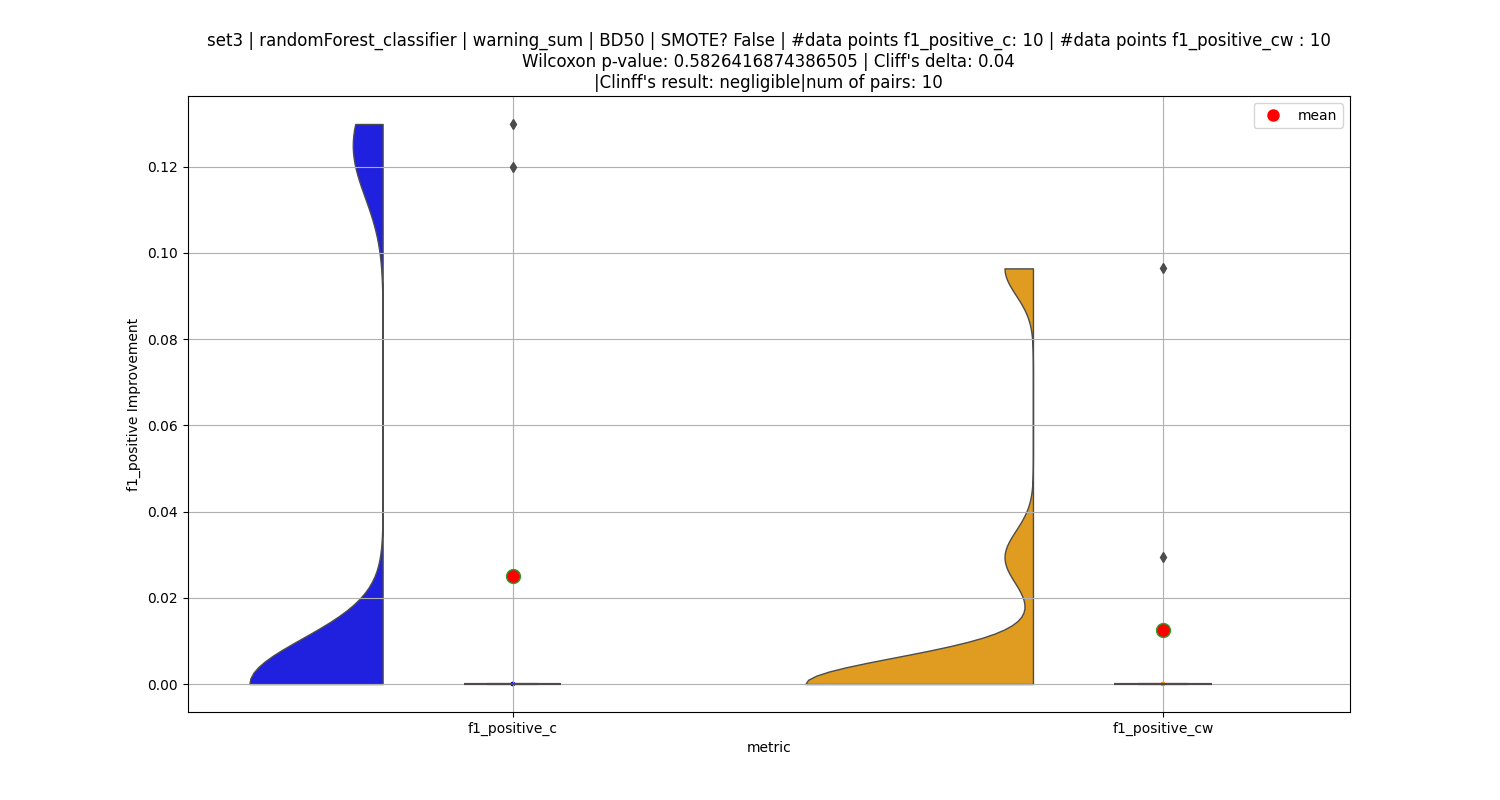 set3 | randomForest_classifier | warning_sum | BD50 | SMOTE? False | #data points f1_positive_c: 10 | #data points f1_positive_cw : 10
Wilcoxon p-value: 0.5826416874386505 | Cliff's delta: 0.04
|Clinff's result: negligible|num of pairs: 10
mean
0.12
0.10
0.08
0.06
0.04
0.02
0.00
f1_positive Improvement
f1_positive_c
f1_positive_cw
metric